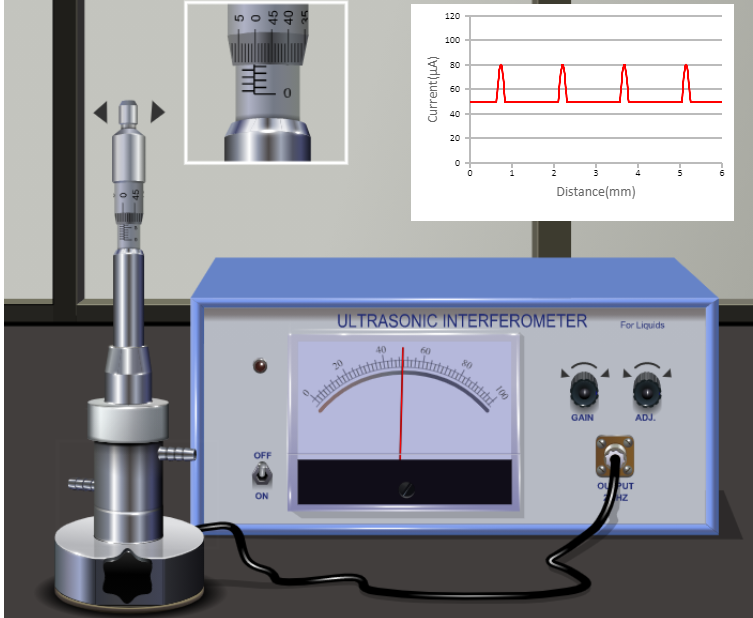 5 0 45 40 35
0
120
100
80
60
40
20
0
Current(µA)
0 1 2 3 4 5 6
Distance(mm)
0 45
ULTRASONIC INTERFEROMETER
For Liquids
0 20 40 60 80 100
GAIN
ADJ.
OFF
ON
OUTPUT